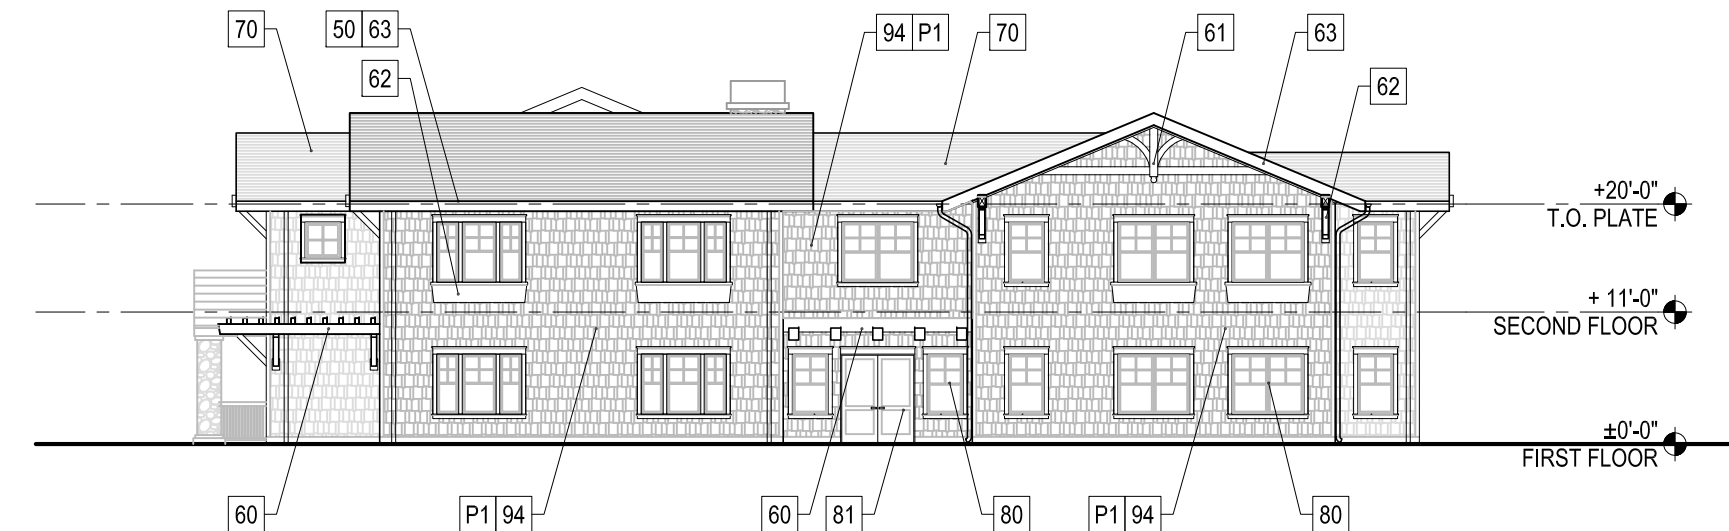 70
50 63
94 P1
70
61
63
62
62
+20'-0"
T.O. PLATE
+ 11'-0"
SECOND FLOOR
±0'-0"
FIRST FLOOR
60
P1 94
60
81
80
P1 94
80